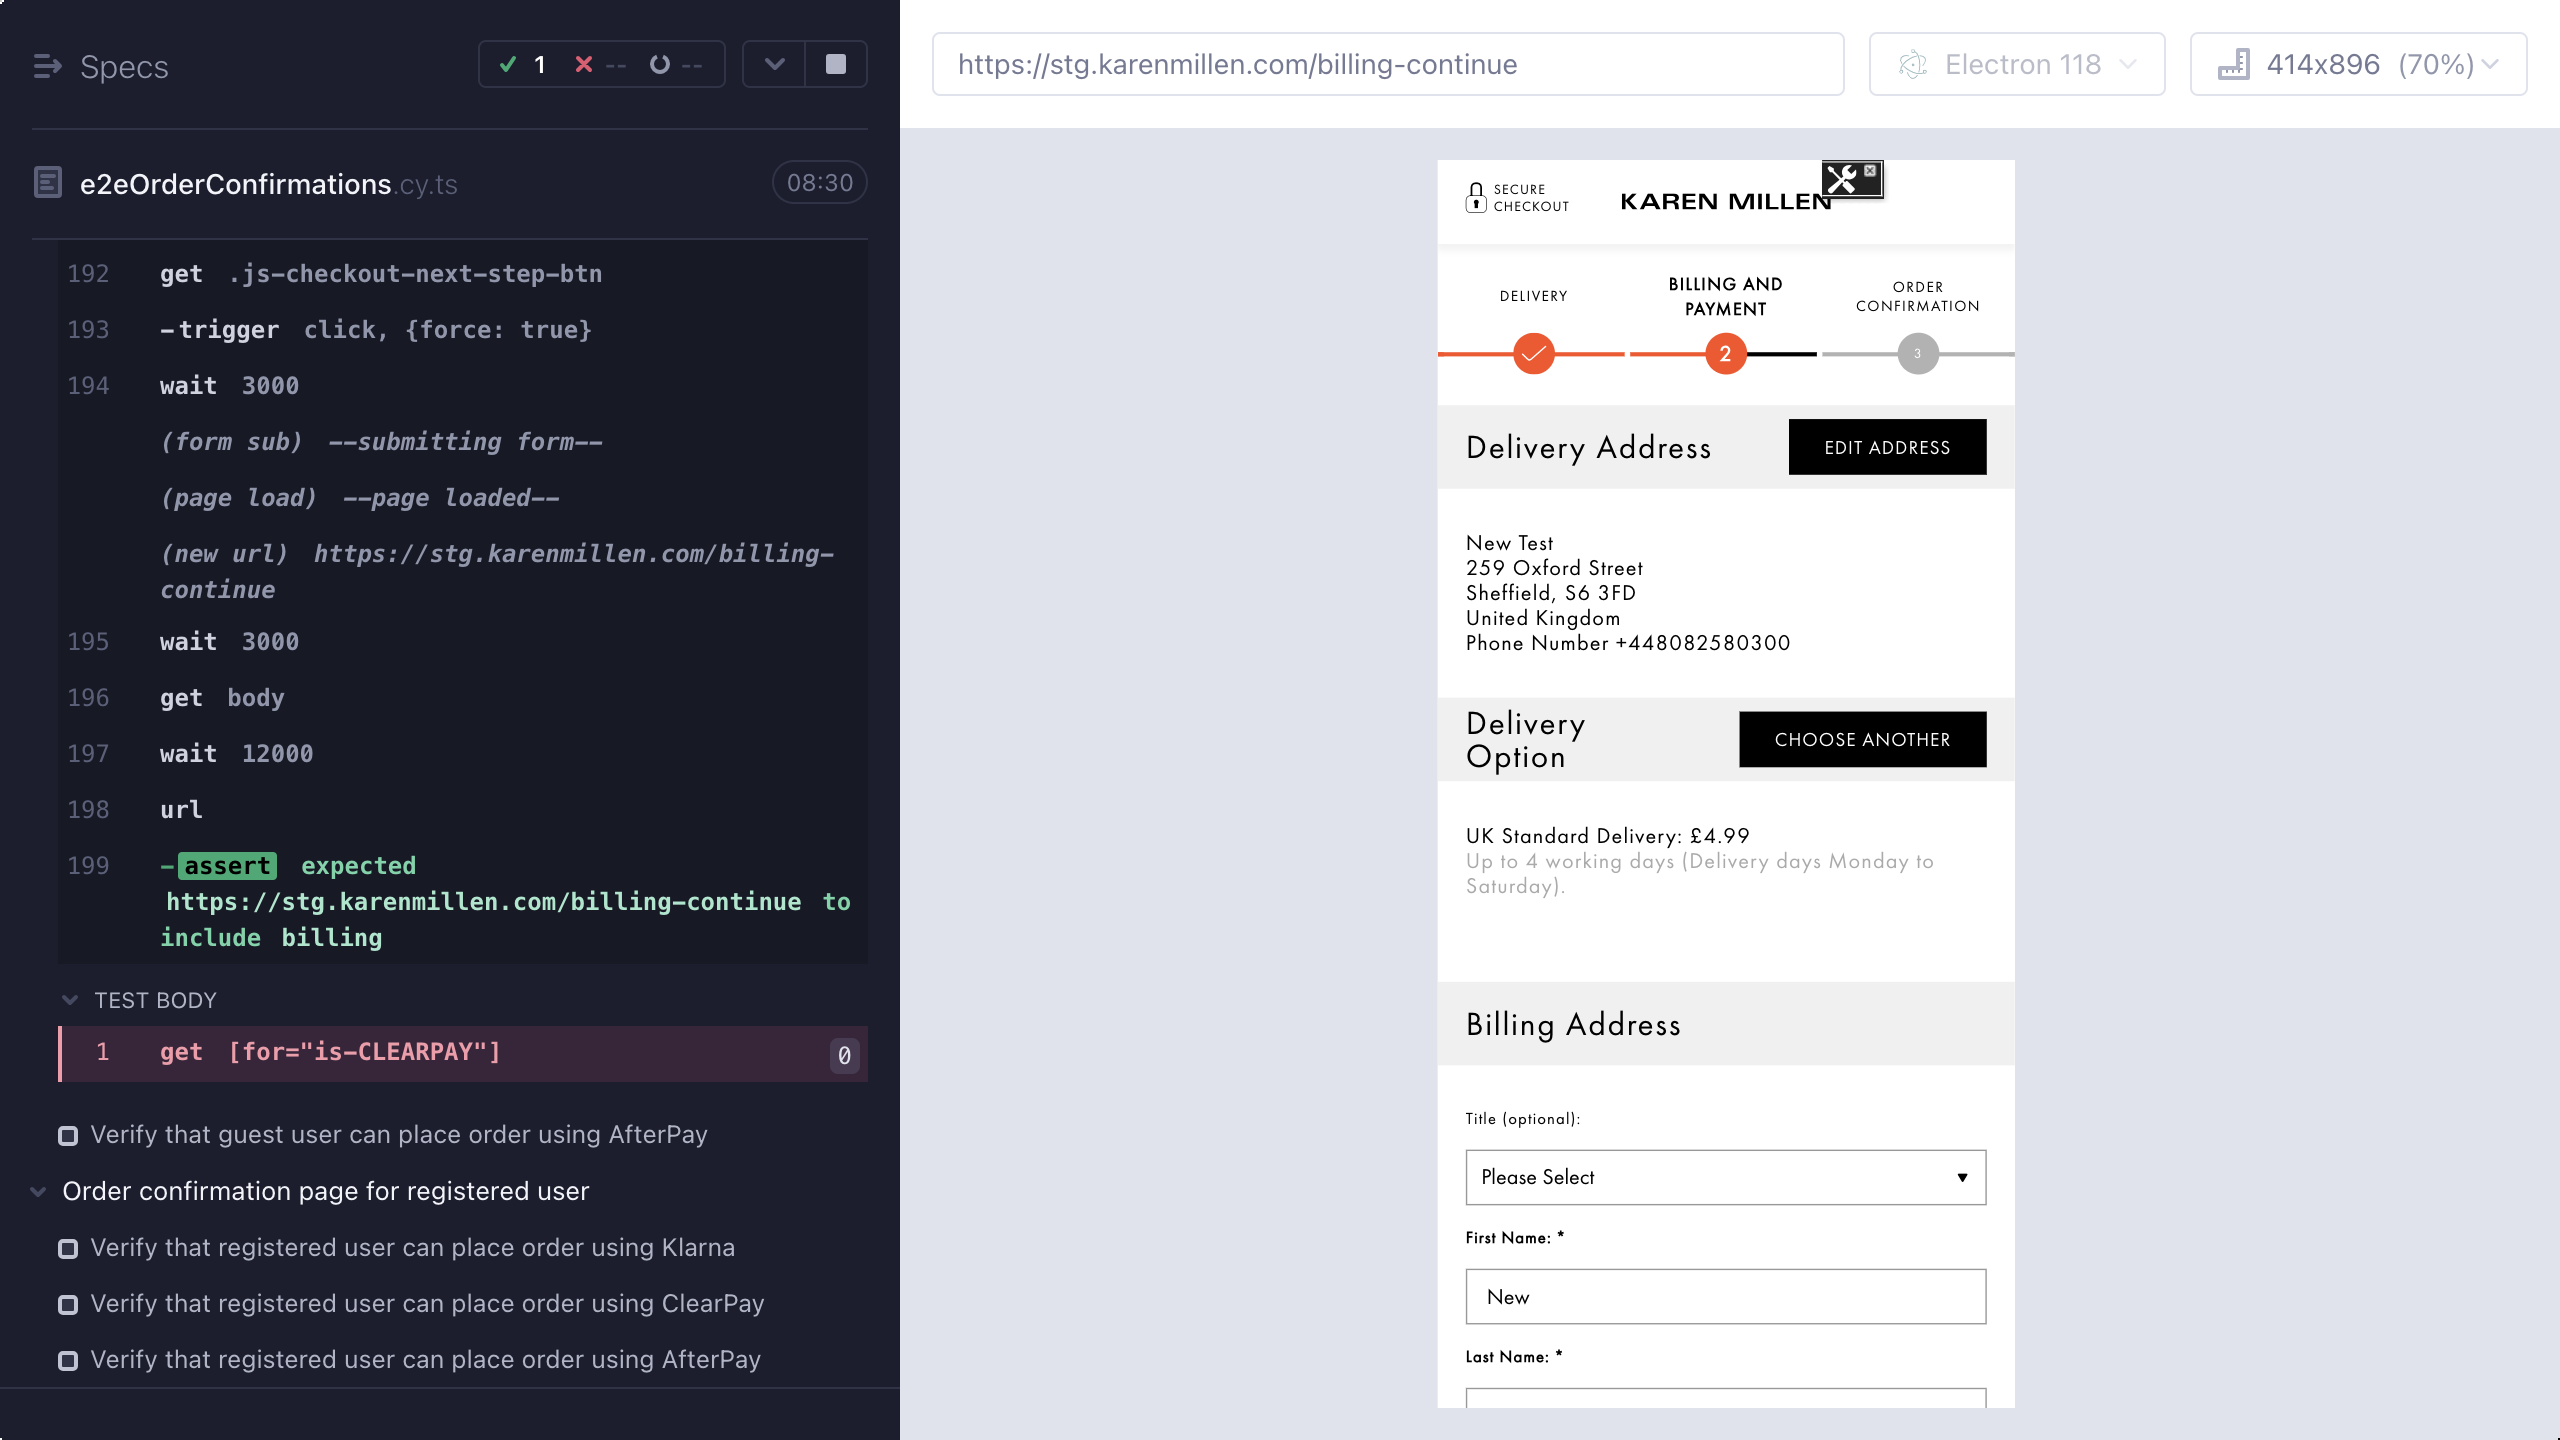 Specs
1 -- --
e2eOrderConfirmations.cy.ts
08:30
192 get .js-checkout-next-step-btn
193 -trigger click, {force: true}
194 wait 3000
(form sub) --submitting form--
(page load) --page loaded--
(new url) https://stg.karenmillen.com/billing-
continue
195 wait 3000
196 get body
197 wait 12000
198 url
199 -assert expected
https://stg.karenmillen.com/billing-continue to
include billing
TEST BODY
1 get [for="is-CLEARPAY"] 0
Verify that guest user can place order using AfterPay
Order confirmation page for registered user
Verify that registered user can place order using Klarna
Verify that registered user can place order using ClearPay
Verify that registered user can place order using AfterPay
https://stg.karenmillen.com/billing-continue
Electron 118
414x896 (70%)
SECURE
CHECKOUT
KAREN MILLEN
DELIVERY
BILLING AND
PAYMENT
ORDER
CONFIRMATION
2
3
Delivery Address
EDIT ADDRESS
New Test
259 Oxford Street
Sheffield, S6 3FD
United Kingdom
Phone Number +448082580300
Delivery
Option
CHOOSE ANOTHER
UK Standard Delivery: £4.99
Up to 4 working days (Delivery days Monday to
Saturday).
Billing Address
Title (optional):
Please Select
First Name: *
New
Last Name: *